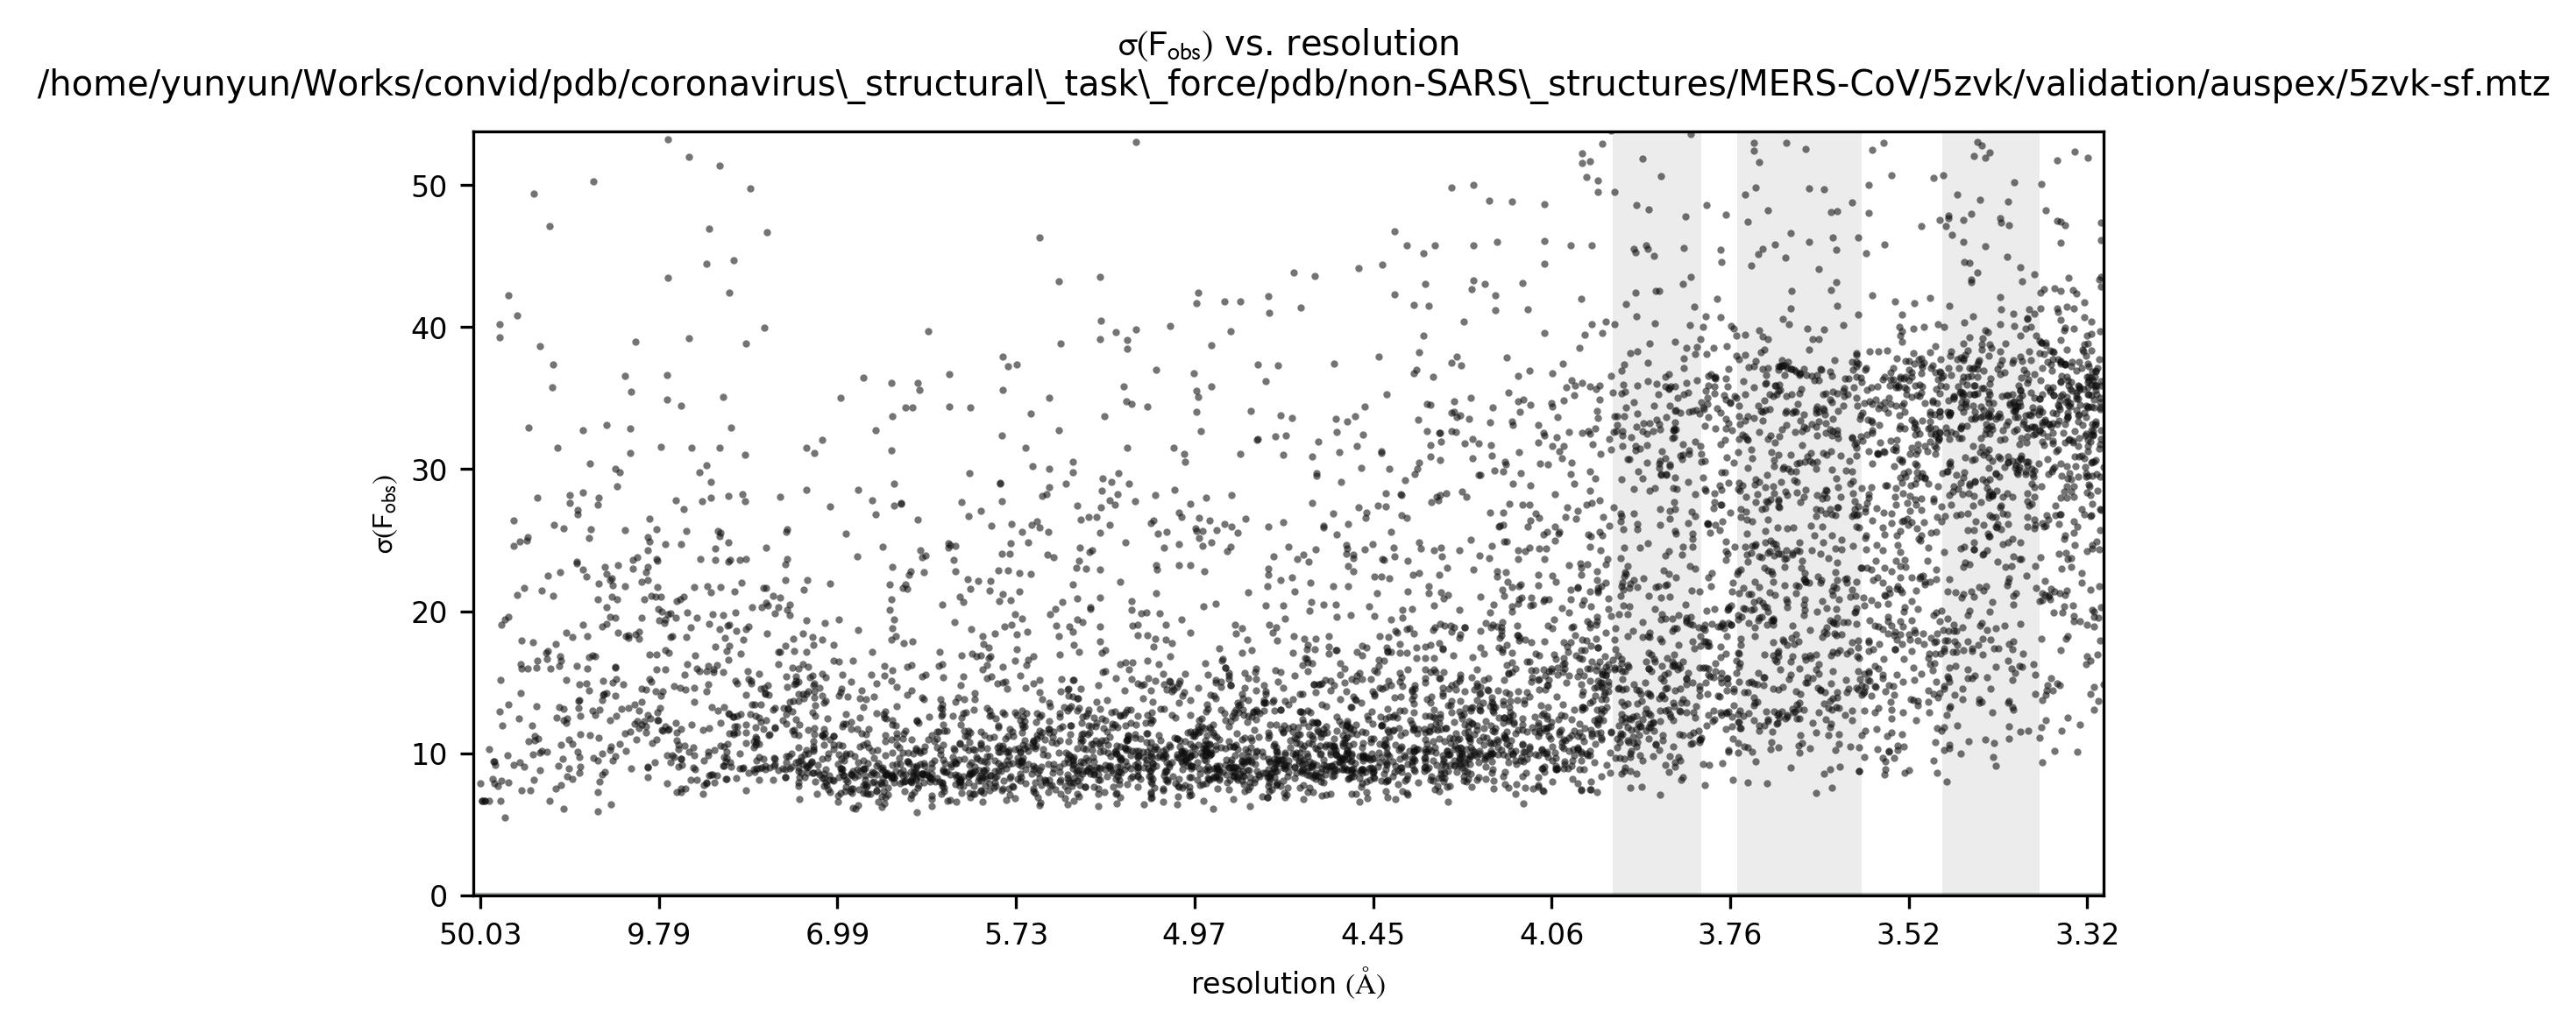 σ(F_obs) vs. resolution
/home/yunyun/Works/convid/pdb/coronavirus\_structural\_task\_force/pdb/non-SARS\_structures/MERS-CoV/5zvk/validation/auspex/5zvk-sf.mtz
50
40
30
20
10
0
σ(F_obs)
50.03 9.79 6.99 5.73 4.97 4.45 4.06 3.76 3.52 3.32
resolution (Å)